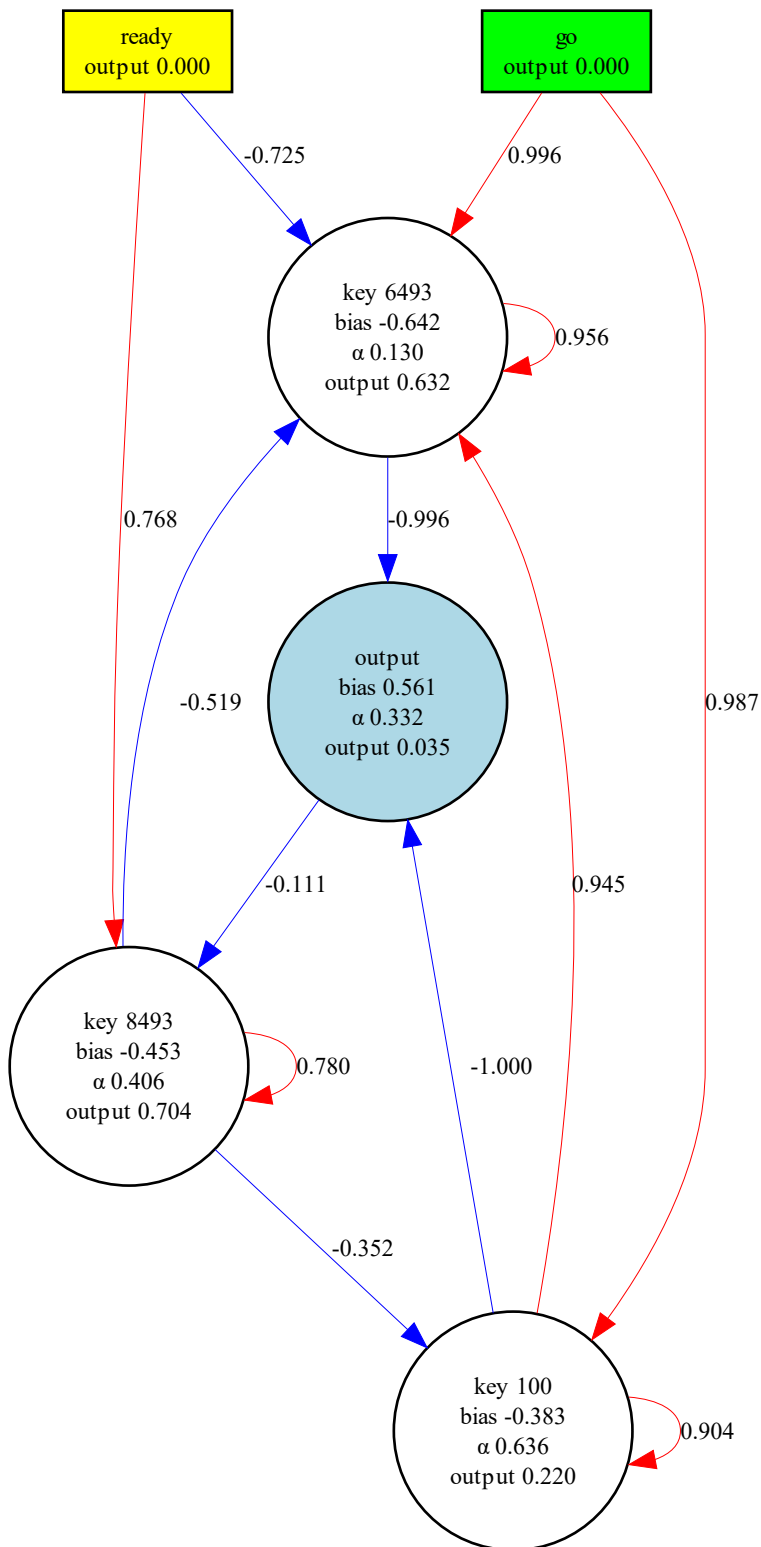 ready
output 0.000
go
output 0.000
-0.725
0.996
key 6493
bias -0.642
α 0.130
output 0.632
0.956
0.768
-0.996
-0.519
output
bias 0.561
α 0.332
output 0.035
0.987
-0.111
0.945
key 8493
bias -0.453
α 0.406
output 0.704
0.780
-1.000
-0.352
key 100
bias -0.383
α 0.636
output 0.220
0.904